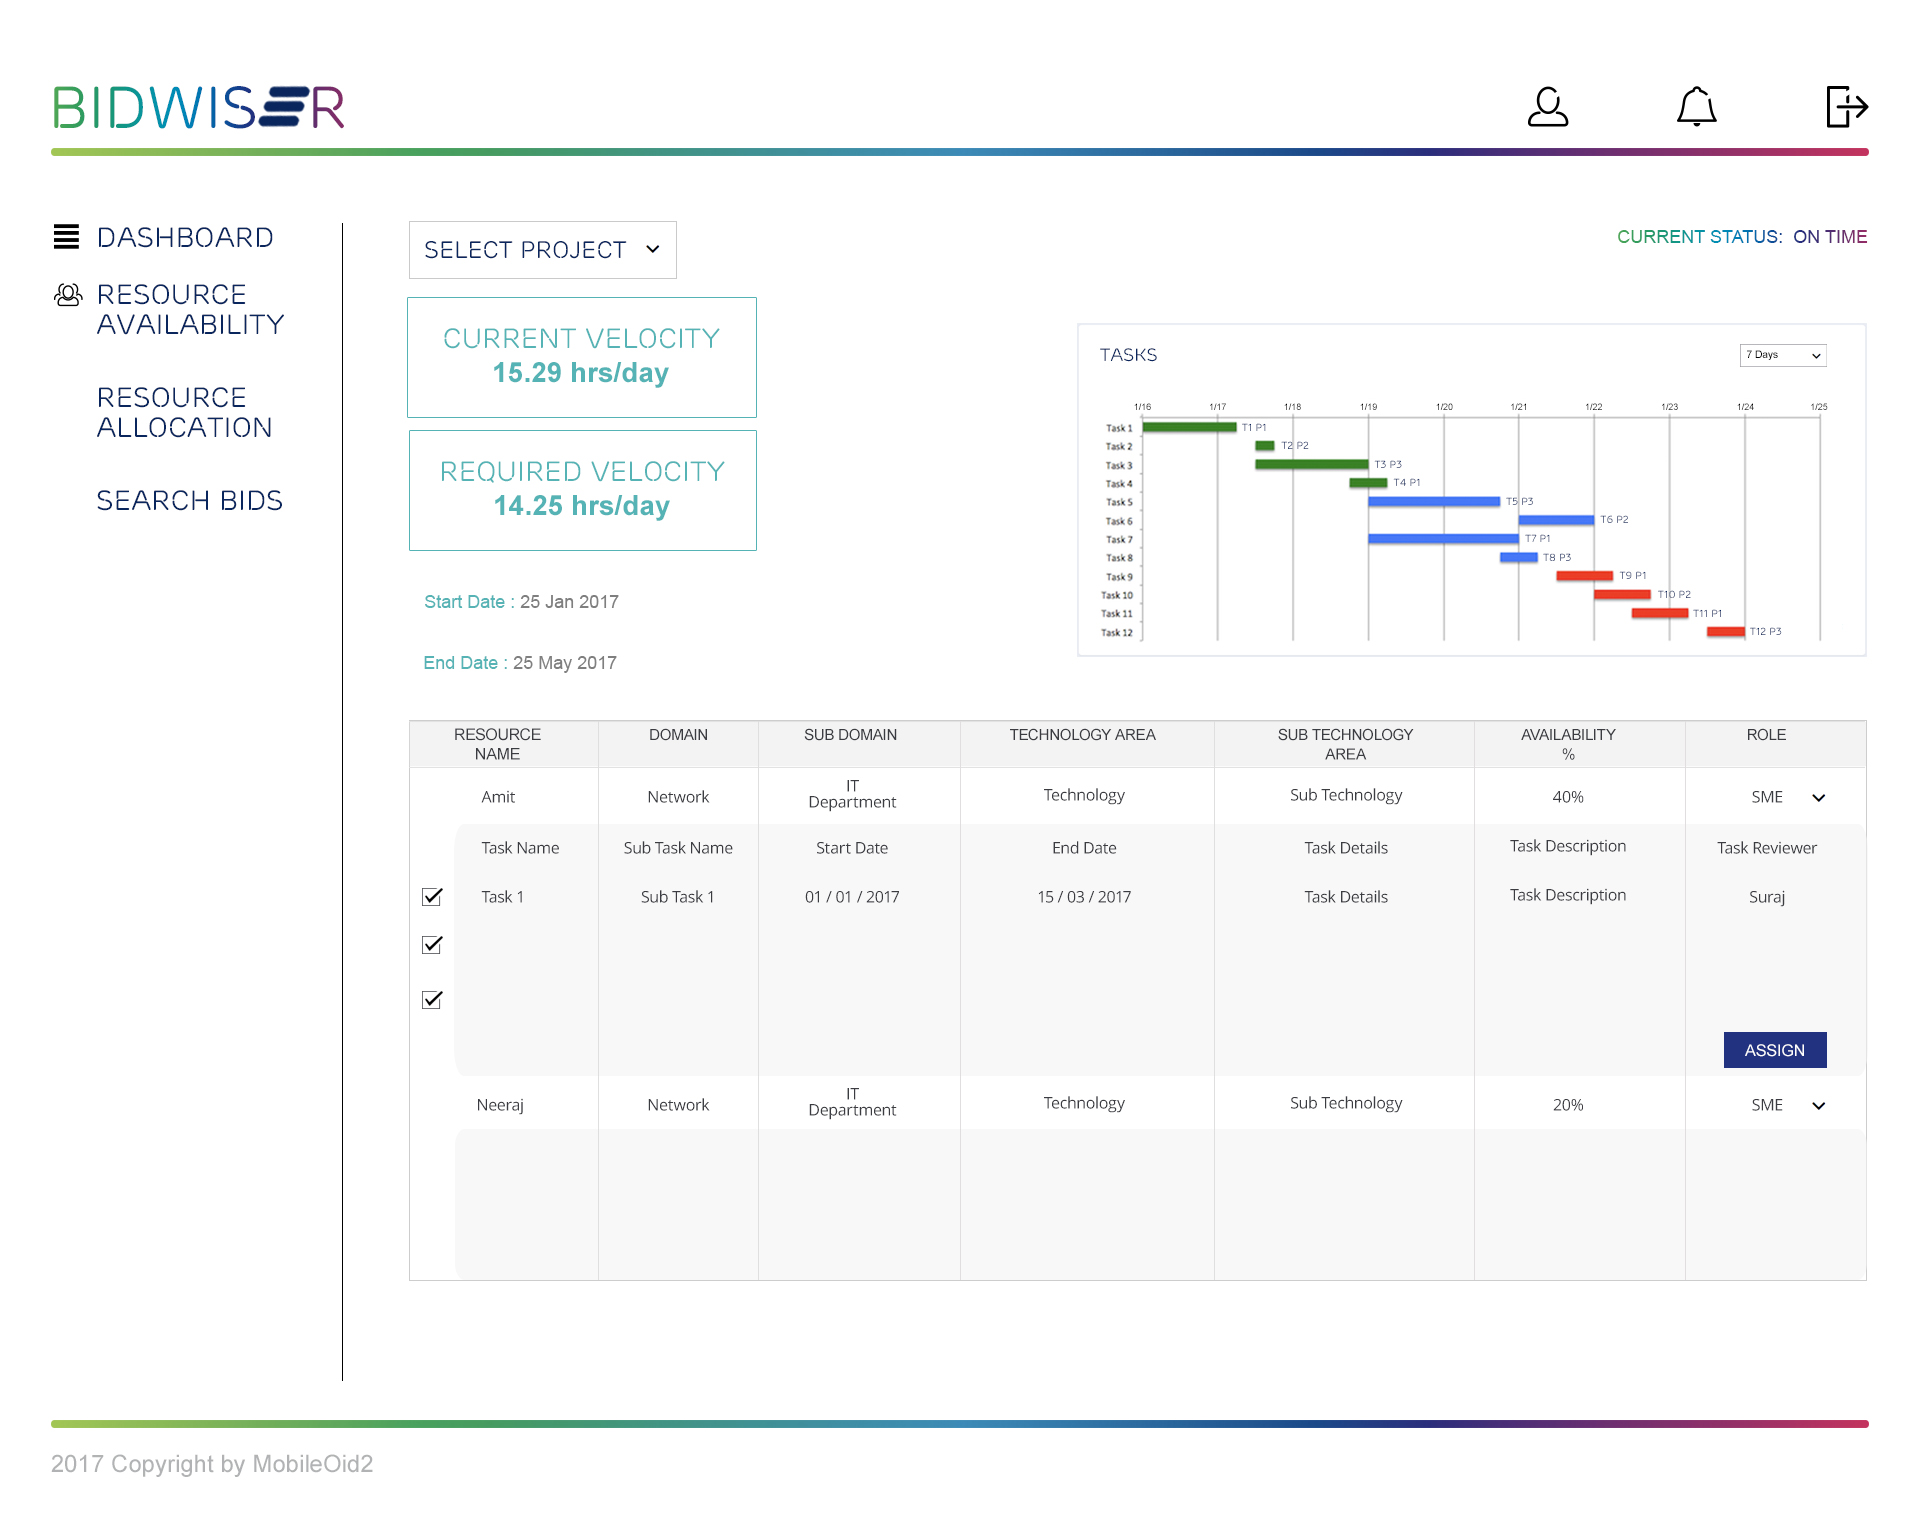 BIDWISER
DASHBOARD
RESOURCE
AVAILABILITY
RESOURCE
ALLOCATION
SEARCH BIDS
SELECT PROJECT
CURRENT STATUS: ON TIME
CURRENT VELOCITY
15.29 hrs/day
REQUIRED VELOCITY
14.25 hrs/day
Start Date : 25 Jan 2017
End Date : 25 May 2017
TASKS
7 Days
1/16 1/17 1/18 1/19 1/20 1/21 1/22 1/23 1/24 1/25
Task 1 T1 P1
Task 2 T2 P2
Task 3 T3 P3
Task 4 T4 P1
Task 5 T5 P3
Task 6 T6 P2
Task 7 T7 P1
Task 8 T8 P3
Task 9 T9 P1
Task 10 T10 P2
Task 11 T11 P1
Task 12 T12 P3
RESOURCE DOMAIN SUB DOMAIN TECHNOLOGY AREA SUB TECHNOLOGY AVAILABILITY ROLE
NAME AREA %
Amit Network IT Technology Sub Technology 40% SME
Department
Task Name Sub Task Name Start Date End Date Task Details Task Description Task Reviewer
Task 1 Sub Task 1 01 / 01 / 2017 15 / 03 / 2017 Task Details Task Description Suraj
ASSIGN
Neeraj Network IT Technology Sub Technology 20% SME
Department
2017 Copyright by MobileOid2